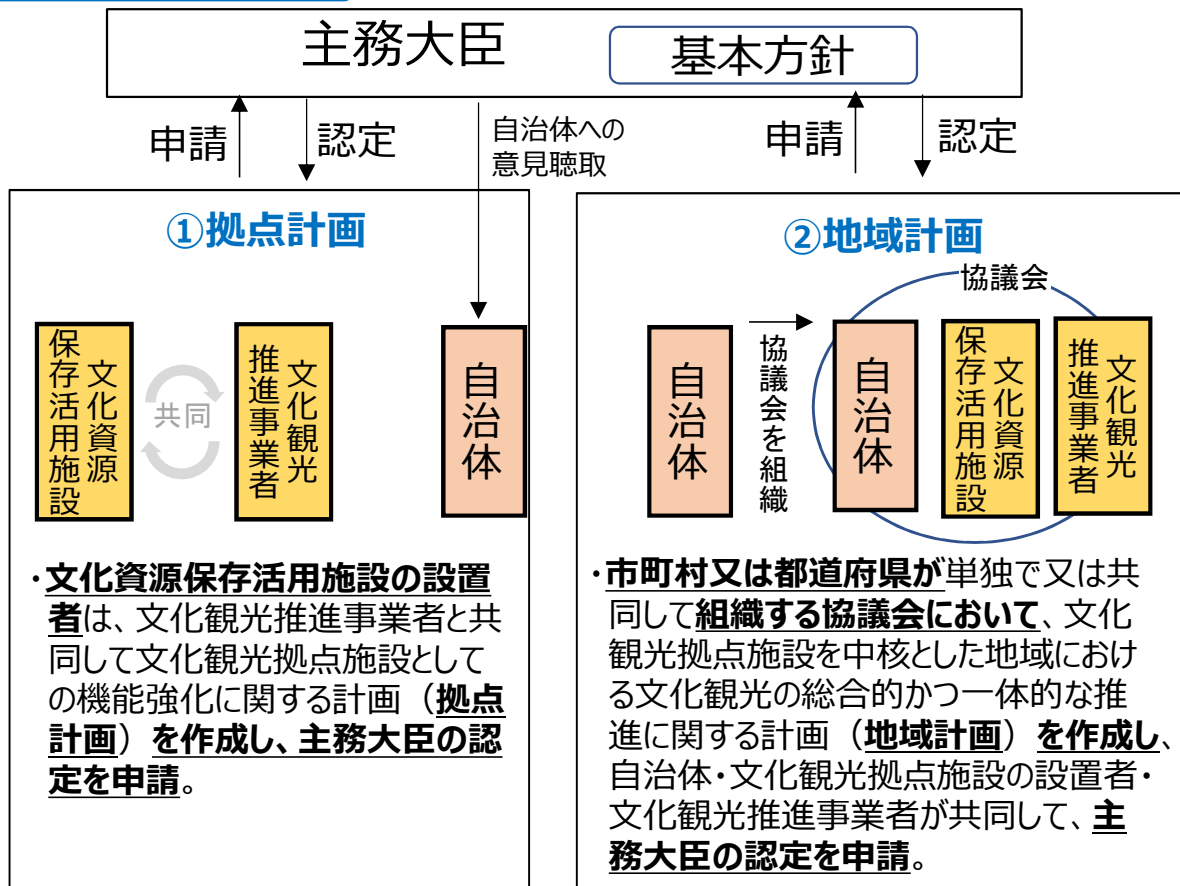 主務大臣
基本方針
申請
認定
自治体への
意見聴取
申請
認定
①拠点計画
文化資源
保存活用施設
共同
文化観光
推進事業者
自治体
・文化資源保存活用施設の設置
者は、文化観光推進事業者と共
同して文化観光拠点施設として
の機能強化に関する計画（拠点
計画）を作成し、主務大臣の認
定を申請。
②地域計画
協議会
自治体
協議会を組織
自治体
文化資源
保存活用施設
文化観光
推進事業者
・市町村又は都道府県が単独で又は共
同して組織する協議会において、文化
観光拠点施設を中核とした地域におけ
る文化観光の総合的かつ一体的な推
進に関する計画（地域計画）を作成し、
自治体・文化観光拠点施設の設置者・
文化観光推進事業者が共同して、主
務大臣の認定を申請。